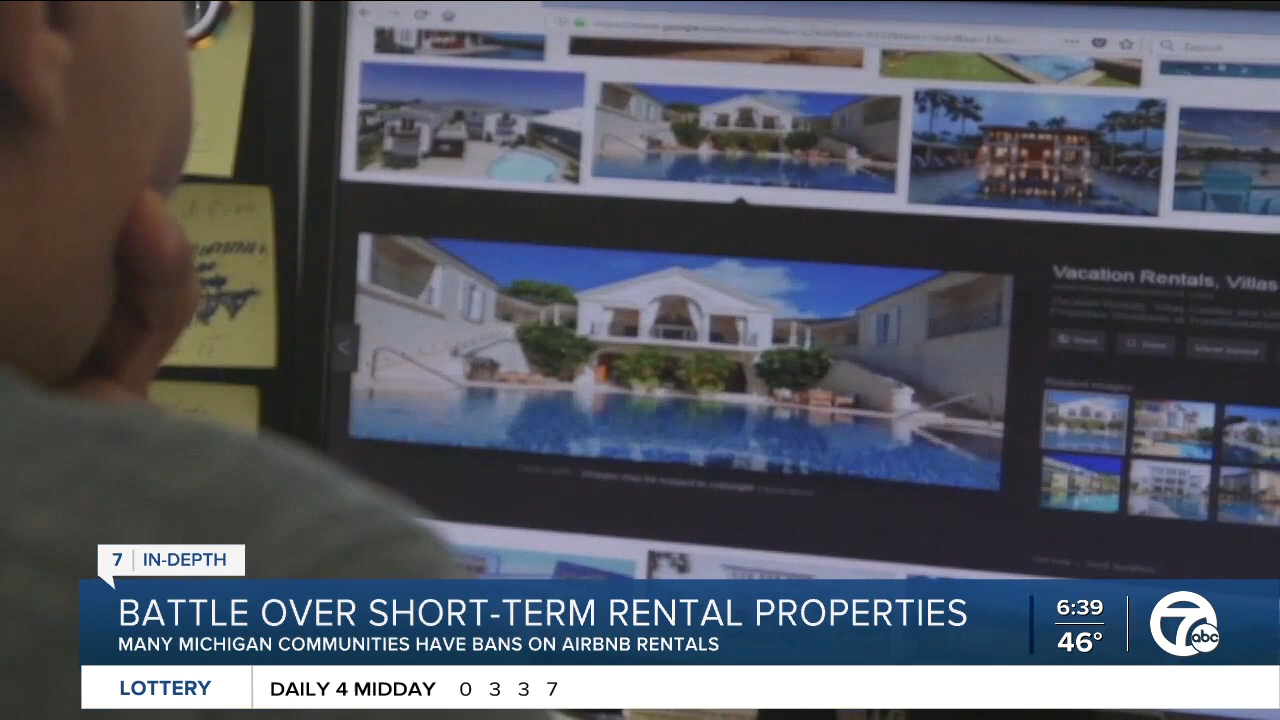 Search
Vacation Rentals, Villas
7 | IN-DEPTH
BATTLE OVER SHORT-TERM RENTAL PROPERTIES
MANY MICHIGAN COMMUNITIES HAVE BANS ON AIRBNB RENTALS
6:39
46°
7 abc
LOTTERY
DAILY 4 MIDDAY 0 3 3 7